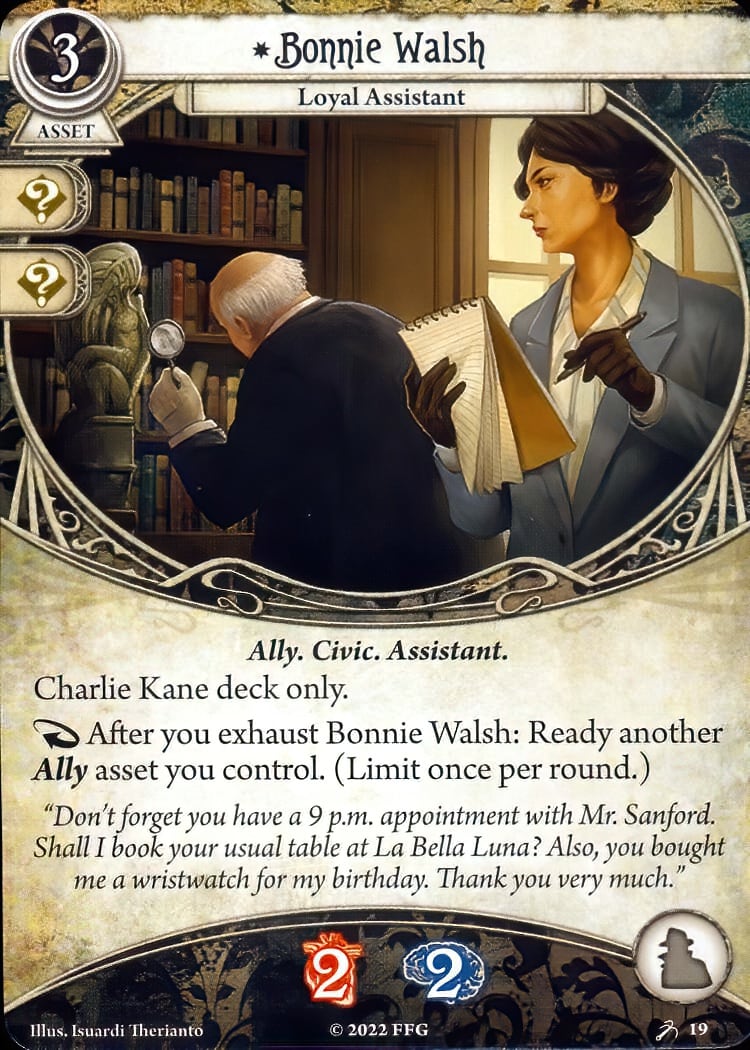 3
*Bonnie Walsh
Loyal Assistant
ASSET
?
?
Ally. Civic. Assistant.
Charlie Kane deck only.
After you exhaust Bonnie Walsh: Ready another
Ally asset you control. (Limit once per round.)
“Don’t forget you have a 9 p.m. appointment with Mr. Sanford.
Shall I book your usual table at La Bella Luna? Also, you bought
me a wristwatch for my birthday. Thank you very much.”
2 2
Illus. Isuardi Therianto © 2022 FFG 19